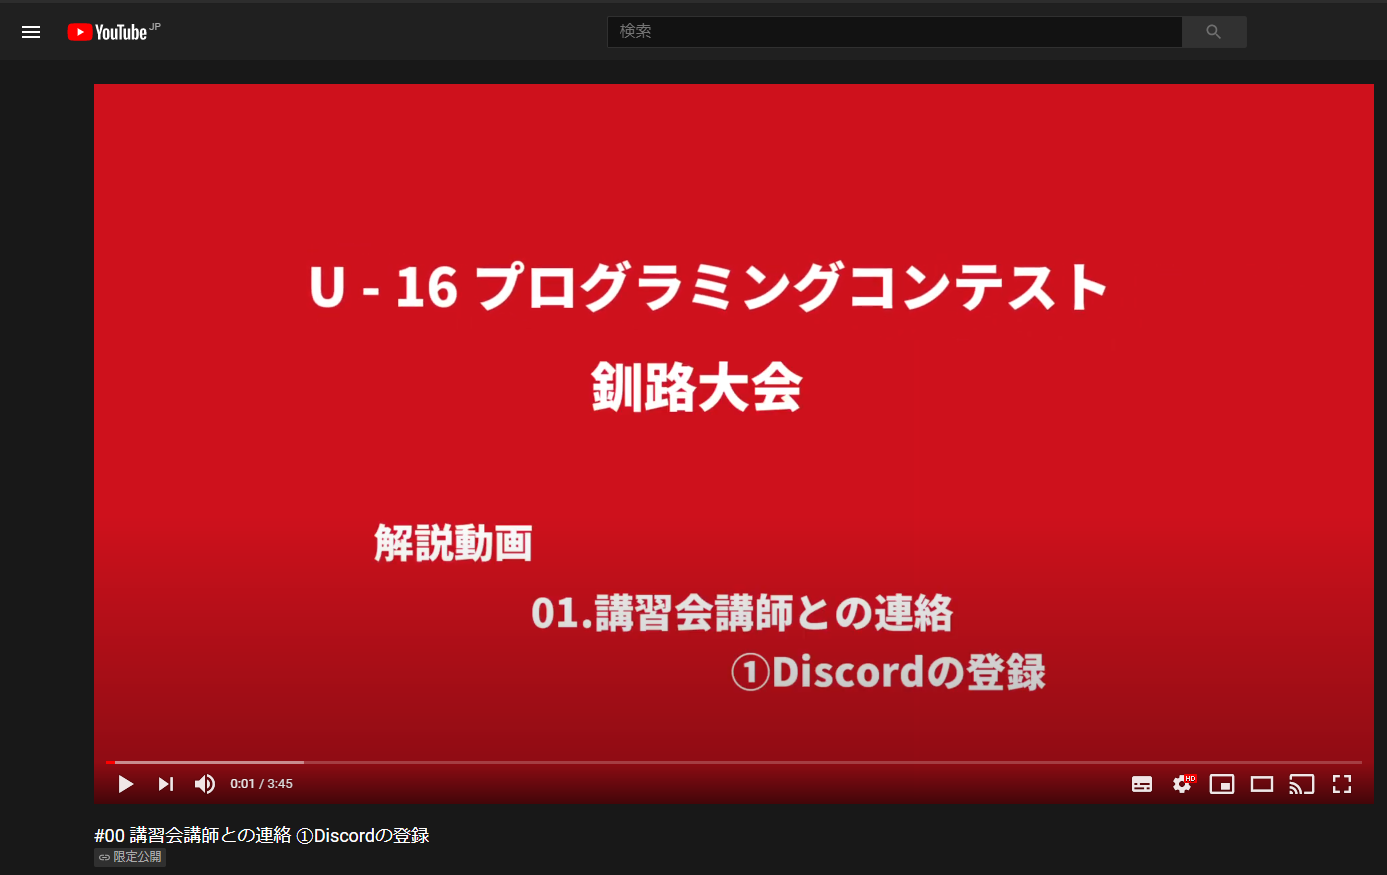 YouTube JP
検索
U - 16 プログラミングコンテスト
釧路大会
解説動画
01.講習会講師との連絡
①Discordの登録
0:01 / 3:45
HD
#00 講習会講師との連絡 ①Discordの登録
限定公開